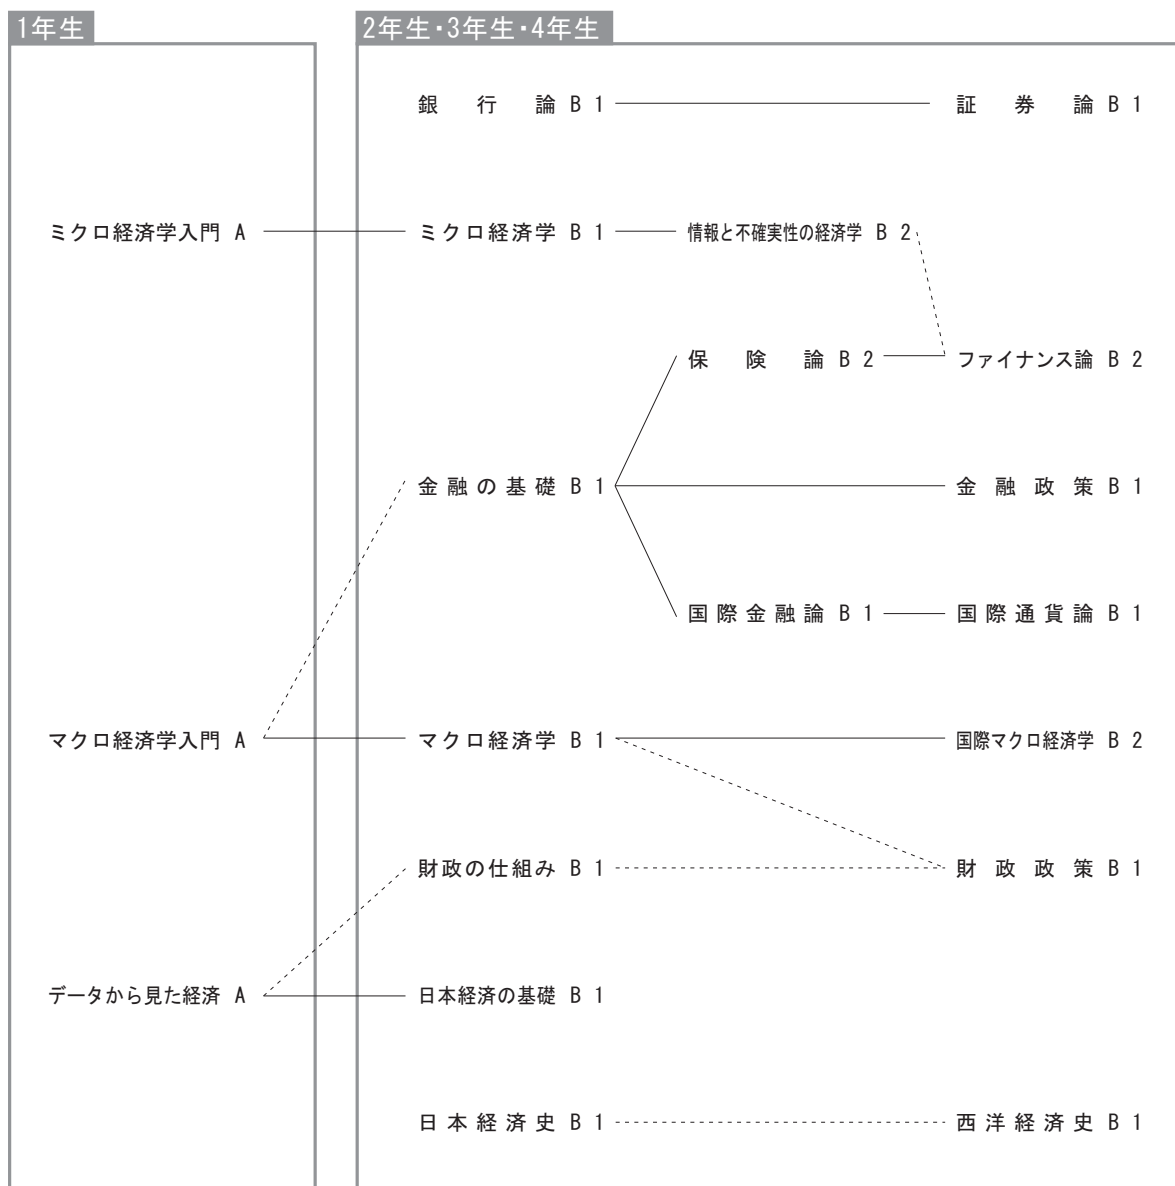 1年生
2年生・3年生・4年生
銀行論 B 1
証券論 B 1
ミクロ経済学入門 A
ミクロ経済学 B 1
情報と不確実性の経済学 B 2
保険論 B 2
ファイナンス論 B 2
金融の基礎 B 1
金融政策 B 1
国際金融論 B 1
国際通貨論 B 1
マクロ経済学入門 A
マクロ経済学 B 1
国際マクロ経済学 B 2
財政の仕組み B 1
財政政策 B 1
データから見た経済 A
日本経済の基礎 B 1
日本経済史 B 1
西洋経済史 B 1